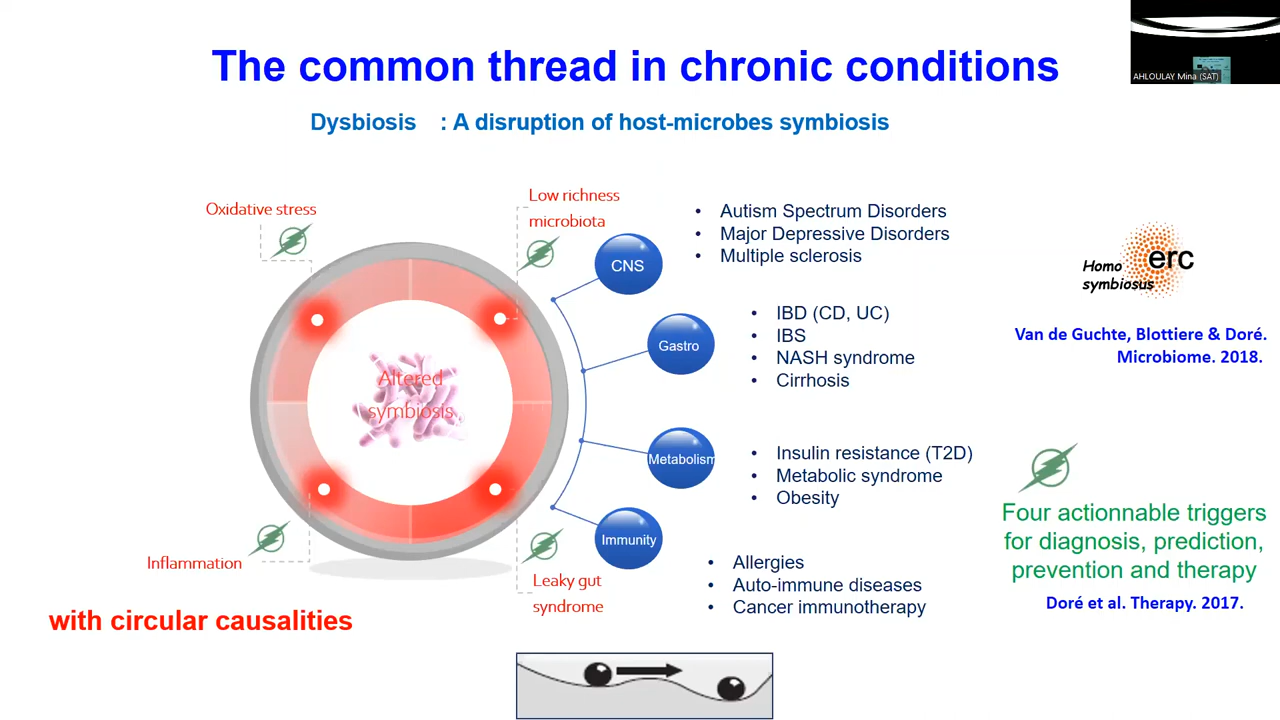 The common thread in chronic conditions
AHLOULAY Mina (SAT)
Dysbiosis : A disruption of host-microbes symbiosis
Oxidative stress
Low richness
microbiota
CNS
• Autism Spectrum Disorders
• Major Depressive Disorders
• Multiple sclerosis
Gastro
• IBD (CD, UC)
• IBS
• NASH syndrome
• Cirrhosis
Altered
symbiosis
Metabolism
• Insulin resistance (T2D)
• Metabolic syndrome
• Obesity
Immunity
• Allergies
• Auto-immune diseases
• Cancer immunotherapy
Inflammation
Leaky gut
syndrome
with circular causalities
Homo
symbiosus
erc
Van de Guchte, Blottiere & Doré.
Microbiome. 2018.
Four actionnable triggers
for diagnosis, prediction,
prevention and therapy
Doré et al. Therapy. 2017.